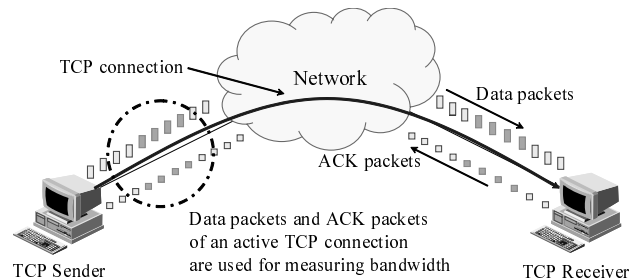 TCP connection
Network
Data packets
ACK packets
Data packets and ACK packets
of an active TCP connection
are used for measuring bandwidth
TCP Sender
TCP Receiver